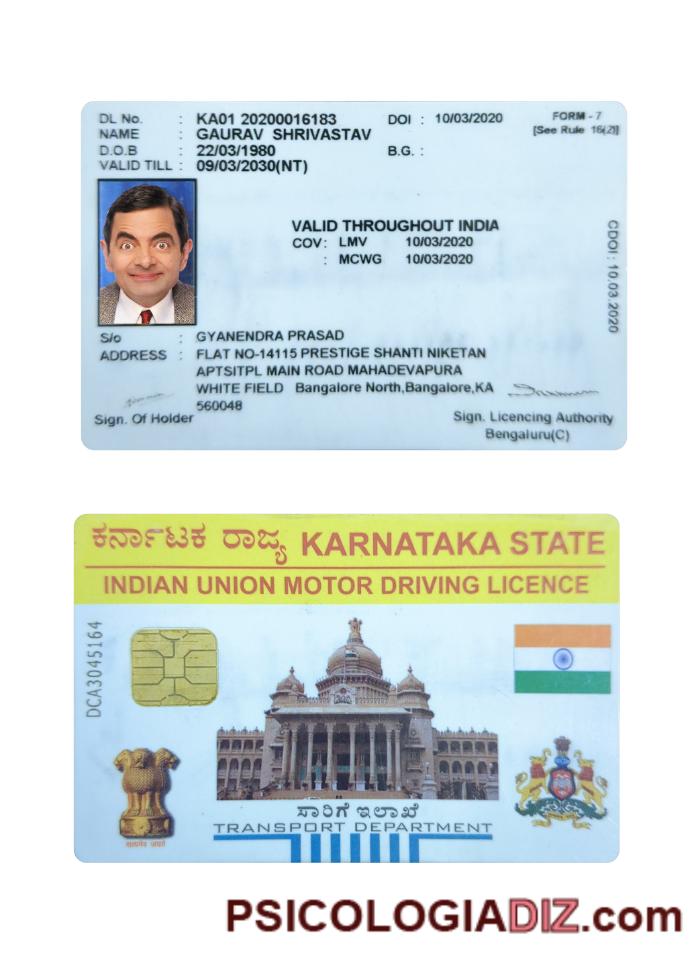 DL No. : KA01 20200016183 DOI : 10/03/2020 FORM - 7
NAME : GAURAV SHRIVASTAV [See Rule 16(2)]
D.O.B : 22/03/1980 B.G. :
VALID TILL : 09/03/2030(NT)
VALID THROUGHOUT INDIA
COV: LMV 10/03/2020
: MCWG 10/03/2020
CDOI : 10.03.2020
S/o : GYANENDRA PRASAD
ADDRESS : FLAT NO-14115 PRESTIGE SHANTI NIKETAN
APTSITPL MAIN ROAD MAHADEVAPURA
WHITE FIELD Bangalore North,Bangalore,KA
560048
Sign. Of Holder
Sign. Licencing Authority
Bengaluru(C)
ಕರ್ನಾಟಕ ರಾಜ್ಯ KARNATAKA STATE
INDIAN UNION MOTOR DRIVING LICENCE
DCA3045164
सत्यमेव जयते
ಸಾರಿಗೆ ಇಲಾಖೆ
TRANSPORT DEPARTMENT
PSICOLOGIADIZ.com